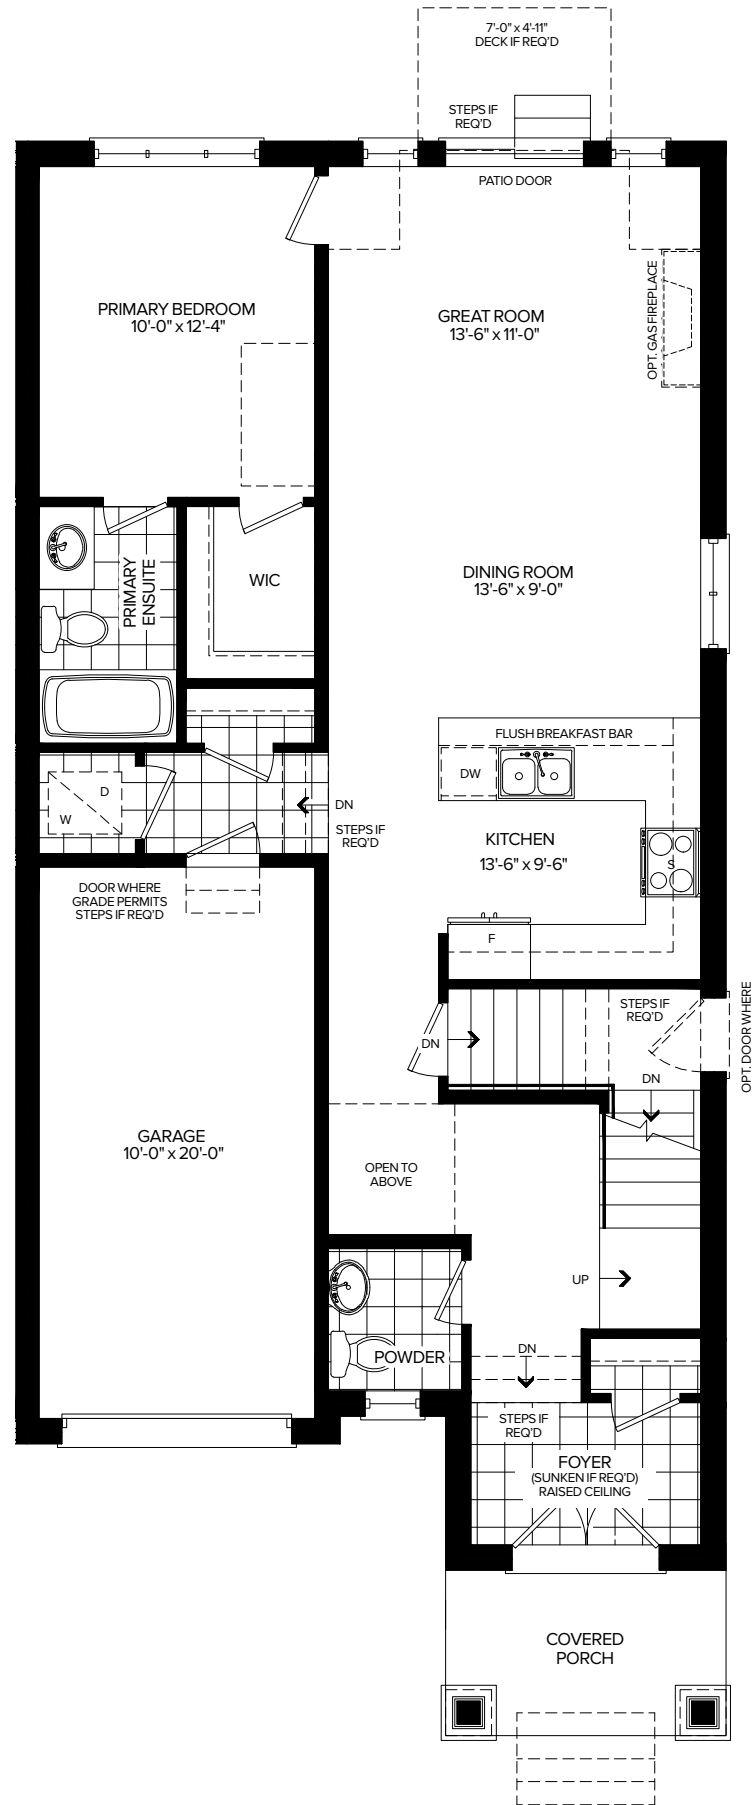 7'-0" x 4'-11"
DECK IF REQ'D
STEPS IF
REQ'D
PATIO DOOR
PRIMARY BEDROOM
10'-0" x 12'-4"
GREAT ROOM
13'-6" x 11'-0"
OPT. GAS FIREPLACE
PRIMARY
ENSUITE
WIC
DINING ROOM
13'-6" x 9'-0"
FLUSH BREAKFAST BAR
DW
D
W
DN
STEPS IF
REQ'D
KITCHEN
13'-6" x 9'-6"
S
F
DOOR WHERE
GRADE PERMITS
STEPS IF REQ'D
STEPS IF
REQ'D
OPT. DOOR WHERE
DN
DN
GARAGE
10'-0" x 20'-0"
OPEN TO
ABOVE
UP
POWDER
DN
STEPS IF
REQ'D
FOYER
(SUNKEN IF REQ'D)
RAISED CEILING
COVERED
PORCH